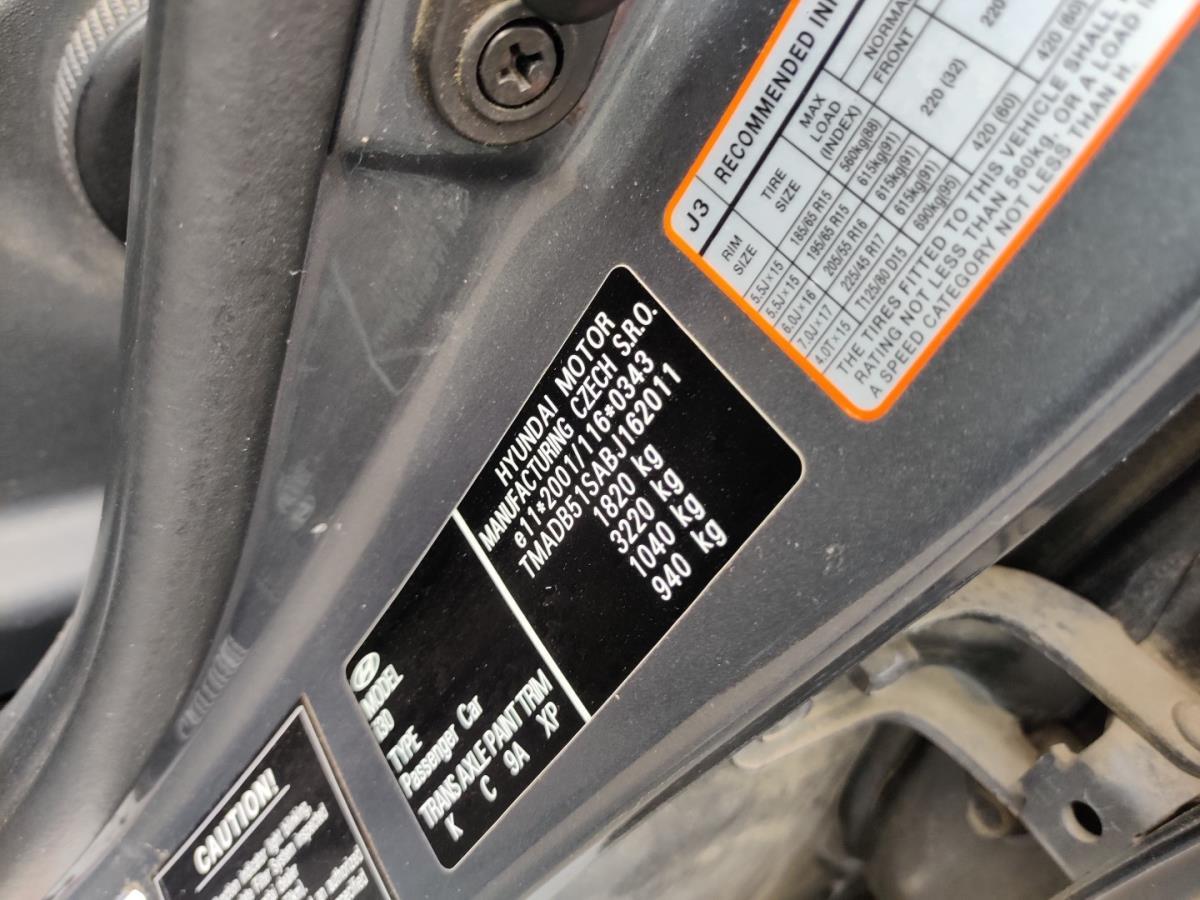 J3
RECOMMENDED
NORMA
FRONT
220
RIM SIZE
TIRE SIZE
MAX LOAD (INDEX)
5.5J×15 185/65 R15 560kg(88) 220 (32)
5.5J×15 195/65 R15 615kg(91)
6.0J×16 205/55 R16 615kg(91)
7.0J×17 225/45 R17 615kg(91)
4.0T×15 T125/80 D15 690kg(95) 420 (60) 420 (60)
THE TIRES FITTED TO THIS VEHICLE SHALL
RATING NOT LESS THAN 560kg, OR A LOAD
A SPEED CATEGORY NOT LESS THAN H.
HYUNDAI MOTOR
MANUFACTURING CZECH S.R.O.
e11*2001/116*0343
TMADB51SABJ162011
1820 kg
3220 kg
1040 kg
940 kg
MODEL
i30
TYPE
Passenger Car
TRANS AXLE PAINT TRIM
K C 9A XP
CAUTION!